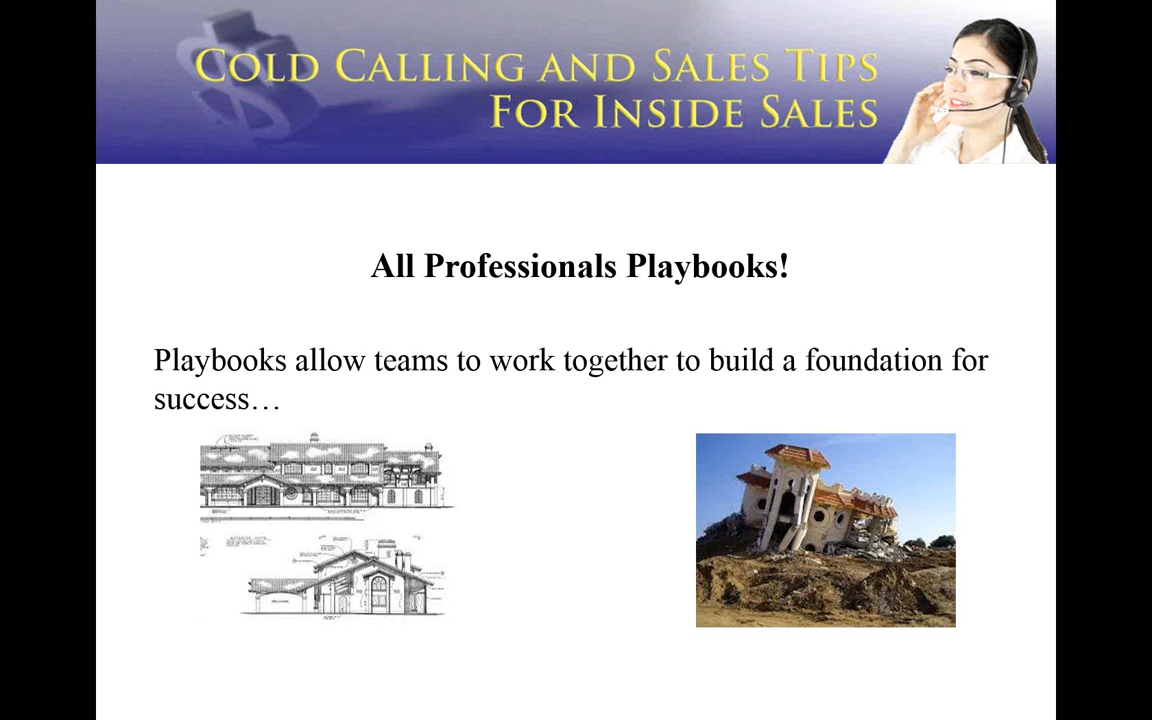 COLD CALLING AND SALES TIPS
FOR INSIDE SALES
All Professionals Playbooks!
Playbooks allow teams to work together to build a foundation for
success…